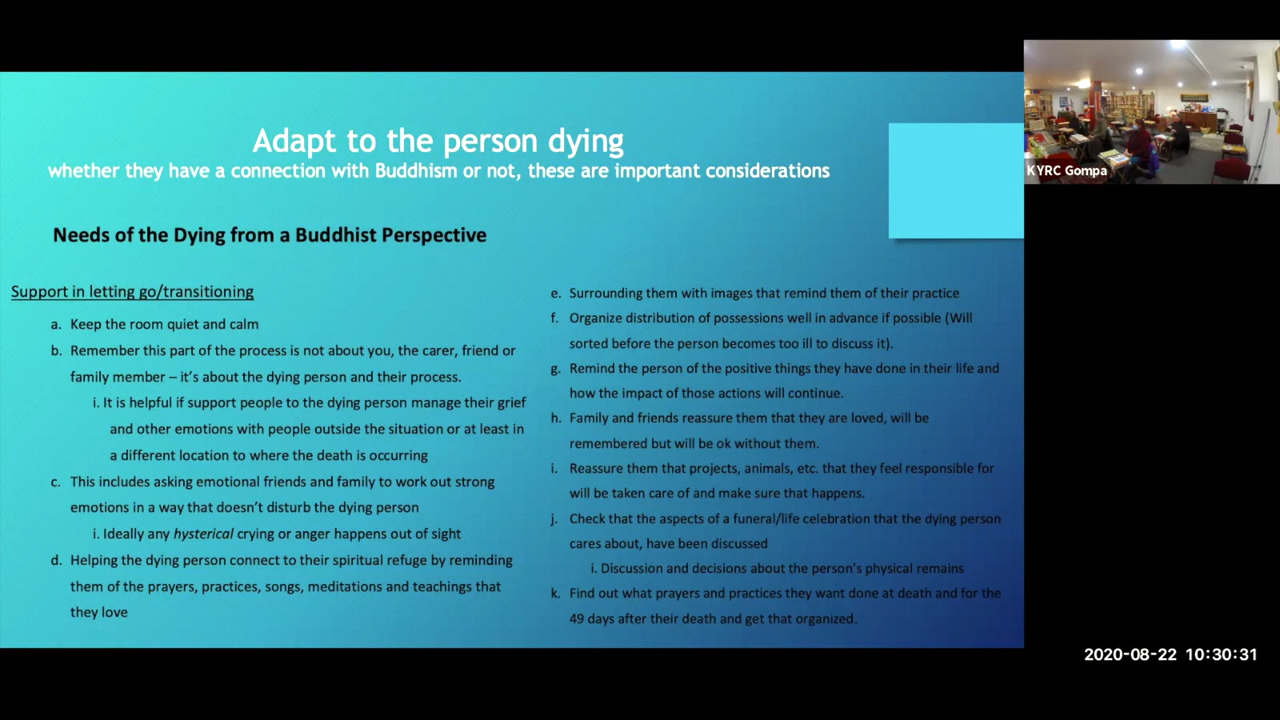 Adapt to the person dying
whether they have a connection with Buddhism or not, these are important considerations
Needs of the Dying from a Buddhist Perspective
Support in letting go/transitioning
a. Keep the room quiet and calm
b. Remember this part of the process is not about you, the carer, friend or
family member – it's about the dying person and their process.
i. It is helpful if support people to the dying person manage their grief
and other emotions with people outside the situation or at least in
a different location to where the death is occurring
c. This includes asking emotional friends and family to work out strong
emotions in a way that doesn't disturb the dying person
i. Ideally any hysterical crying or anger happens out of sight
d. Helping the dying person connect to their spiritual refuge by reminding
them of the prayers, practices, songs, meditations and teachings that
they love
e. Surrounding them with images that remind them of their practice
f. Organize distribution of possessions well in advance if possible (Will
sorted before the person becomes too ill to discuss it).
g. Remind the person of the positive things they have done in their life and
how the impact of those actions will continue.
h. Family and friends reassure them that they are loved, will be
remembered but will be ok without them.
i. Reassure them that projects, animals, etc. that they feel responsible for
will be taken care of and make sure that happens.
j. Check that the aspects of a funeral/life celebration that the dying person
cares about, have been discussed
i. Discussion and decisions about the person's physical remains
k. Find out what prayers and practices they want done at death and for the
49 days after their death and get that organized.
KYRC Gompa
2020-08-22 10:30:31